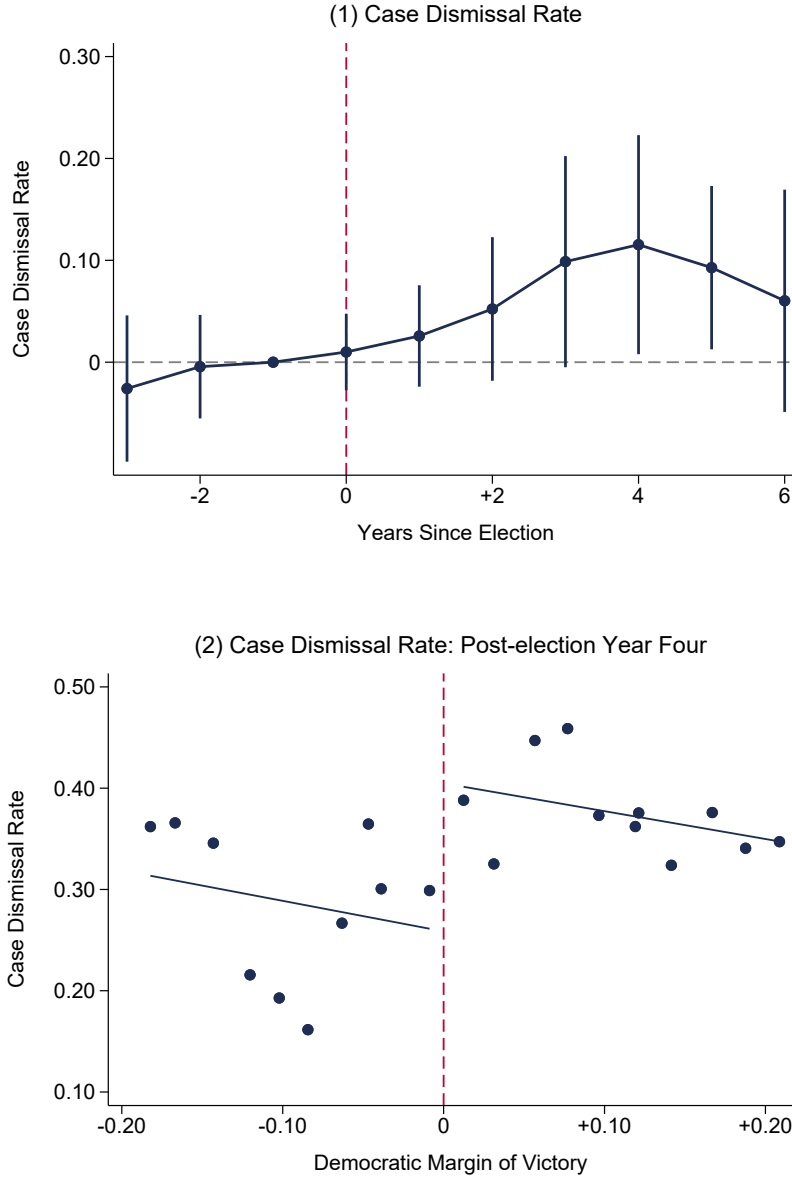 (1) Case Dismissal Rate
0.30
0.20
0.10
0
Case Dismissal Rate
-2 0 +2 4 6
Years Since Election
(2) Case Dismissal Rate: Post-election Year Four
0.50
0.40
0.30
0.20
0.10
Case Dismissal Rate
-0.20 -0.10 0 +0.10 +0.20
Democratic Margin of Victory